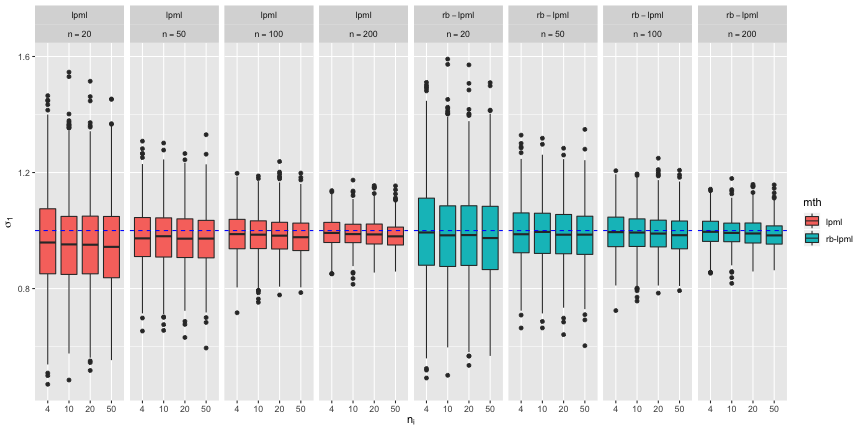 lpml lpml lpml lpml rb − lpml rb − lpml rb − lpml rb − lpml
n = 20 n = 50 n = 100 n = 200 n = 20 n = 50 n = 100 n = 200
1.6
1.2
0.8
σ1
4 10 20 50 4 10 20 50 4 10 20 50 4 10 20 50 4 10 20 50 4 10 20 50 4 10 20 50 4 10 20 50
ni
mth
lpml
rb-lpml